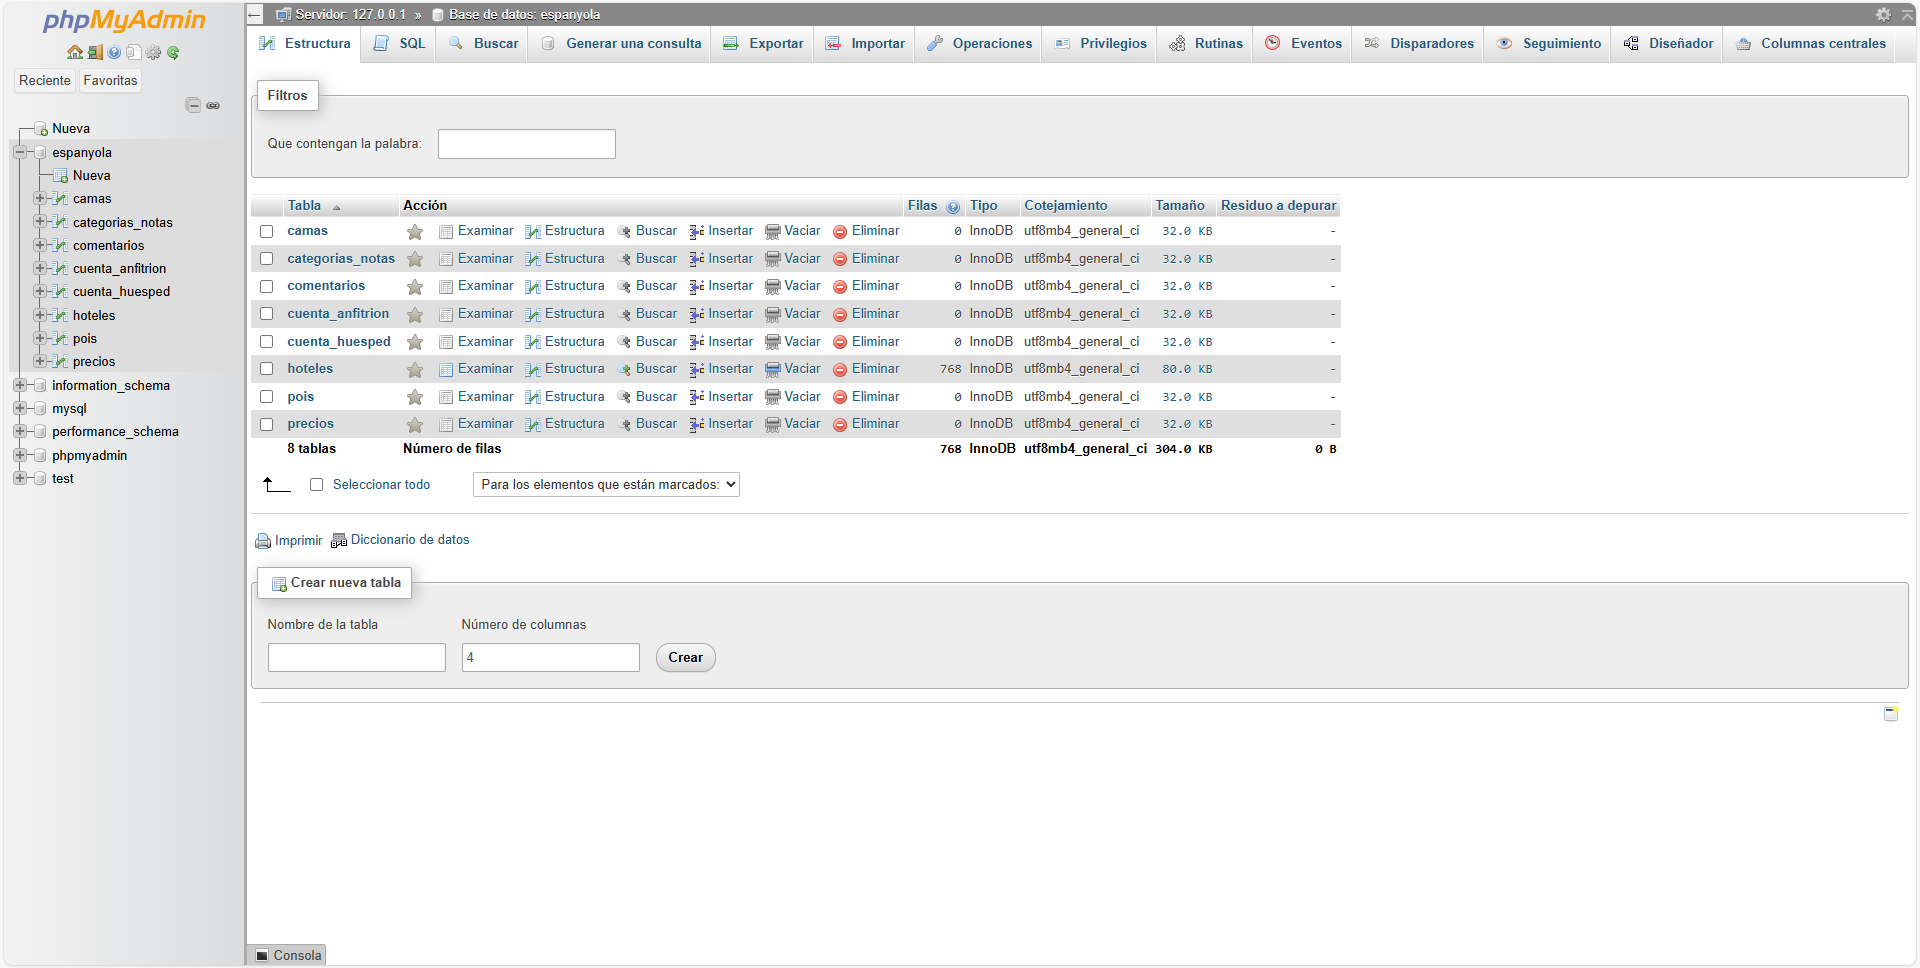 phpMyAdmin
Reciente Favoritas
Nueva
espanyola
Nueva
camas
categorias_notas
comentarios
cuenta_anfitrion
cuenta_huesped
hoteles
pois
precios
information_schema
mysql
performance_schema
phpmyadmin
test
Servidor: 127.0.0.1 » Base de datos: espanyola
Estructura SQL Buscar Generar una consulta Exportar Importar Operaciones Privilegios Rutinas Eventos Disparadores Seguimiento Diseñador Columnas centrales
Filtros
Que contengan la palabra:
Tabla Acción Filas Tipo Cotejamiento Tamaño Residuo a depurar
camas Examinar Estructura Buscar Insertar Vaciar Eliminar 0 InnoDB utf8mb4_general_ci 32.0 KB -
categorias_notas Examinar Estructura Buscar Insertar Vaciar Eliminar 0 InnoDB utf8mb4_general_ci 32.0 KB -
comentarios Examinar Estructura Buscar Insertar Vaciar Eliminar 0 InnoDB utf8mb4_general_ci 32.0 KB -
cuenta_anfitrion Examinar Estructura Buscar Insertar Vaciar Eliminar 0 InnoDB utf8mb4_general_ci 32.0 KB -
cuenta_huesped Examinar Estructura Buscar Insertar Vaciar Eliminar 0 InnoDB utf8mb4_general_ci 32.0 KB -
hoteles Examinar Estructura Buscar Insertar Vaciar Eliminar 768 InnoDB utf8mb4_general_ci 80.0 KB -
pois Examinar Estructura Buscar Insertar Vaciar Eliminar 0 InnoDB utf8mb4_general_ci 32.0 KB -
precios Examinar Estructura Buscar Insertar Vaciar Eliminar 0 InnoDB utf8mb4_general_ci 32.0 KB -
8 tablas Número de filas 768 InnoDB utf8mb4_general_ci 304.0 KB 0 B
Seleccionar todo Para los elementos que están marcados:
Imprimir Diccionario de datos
Crear nueva tabla
Nombre de la tabla Número de columnas
4 Crear
Consola